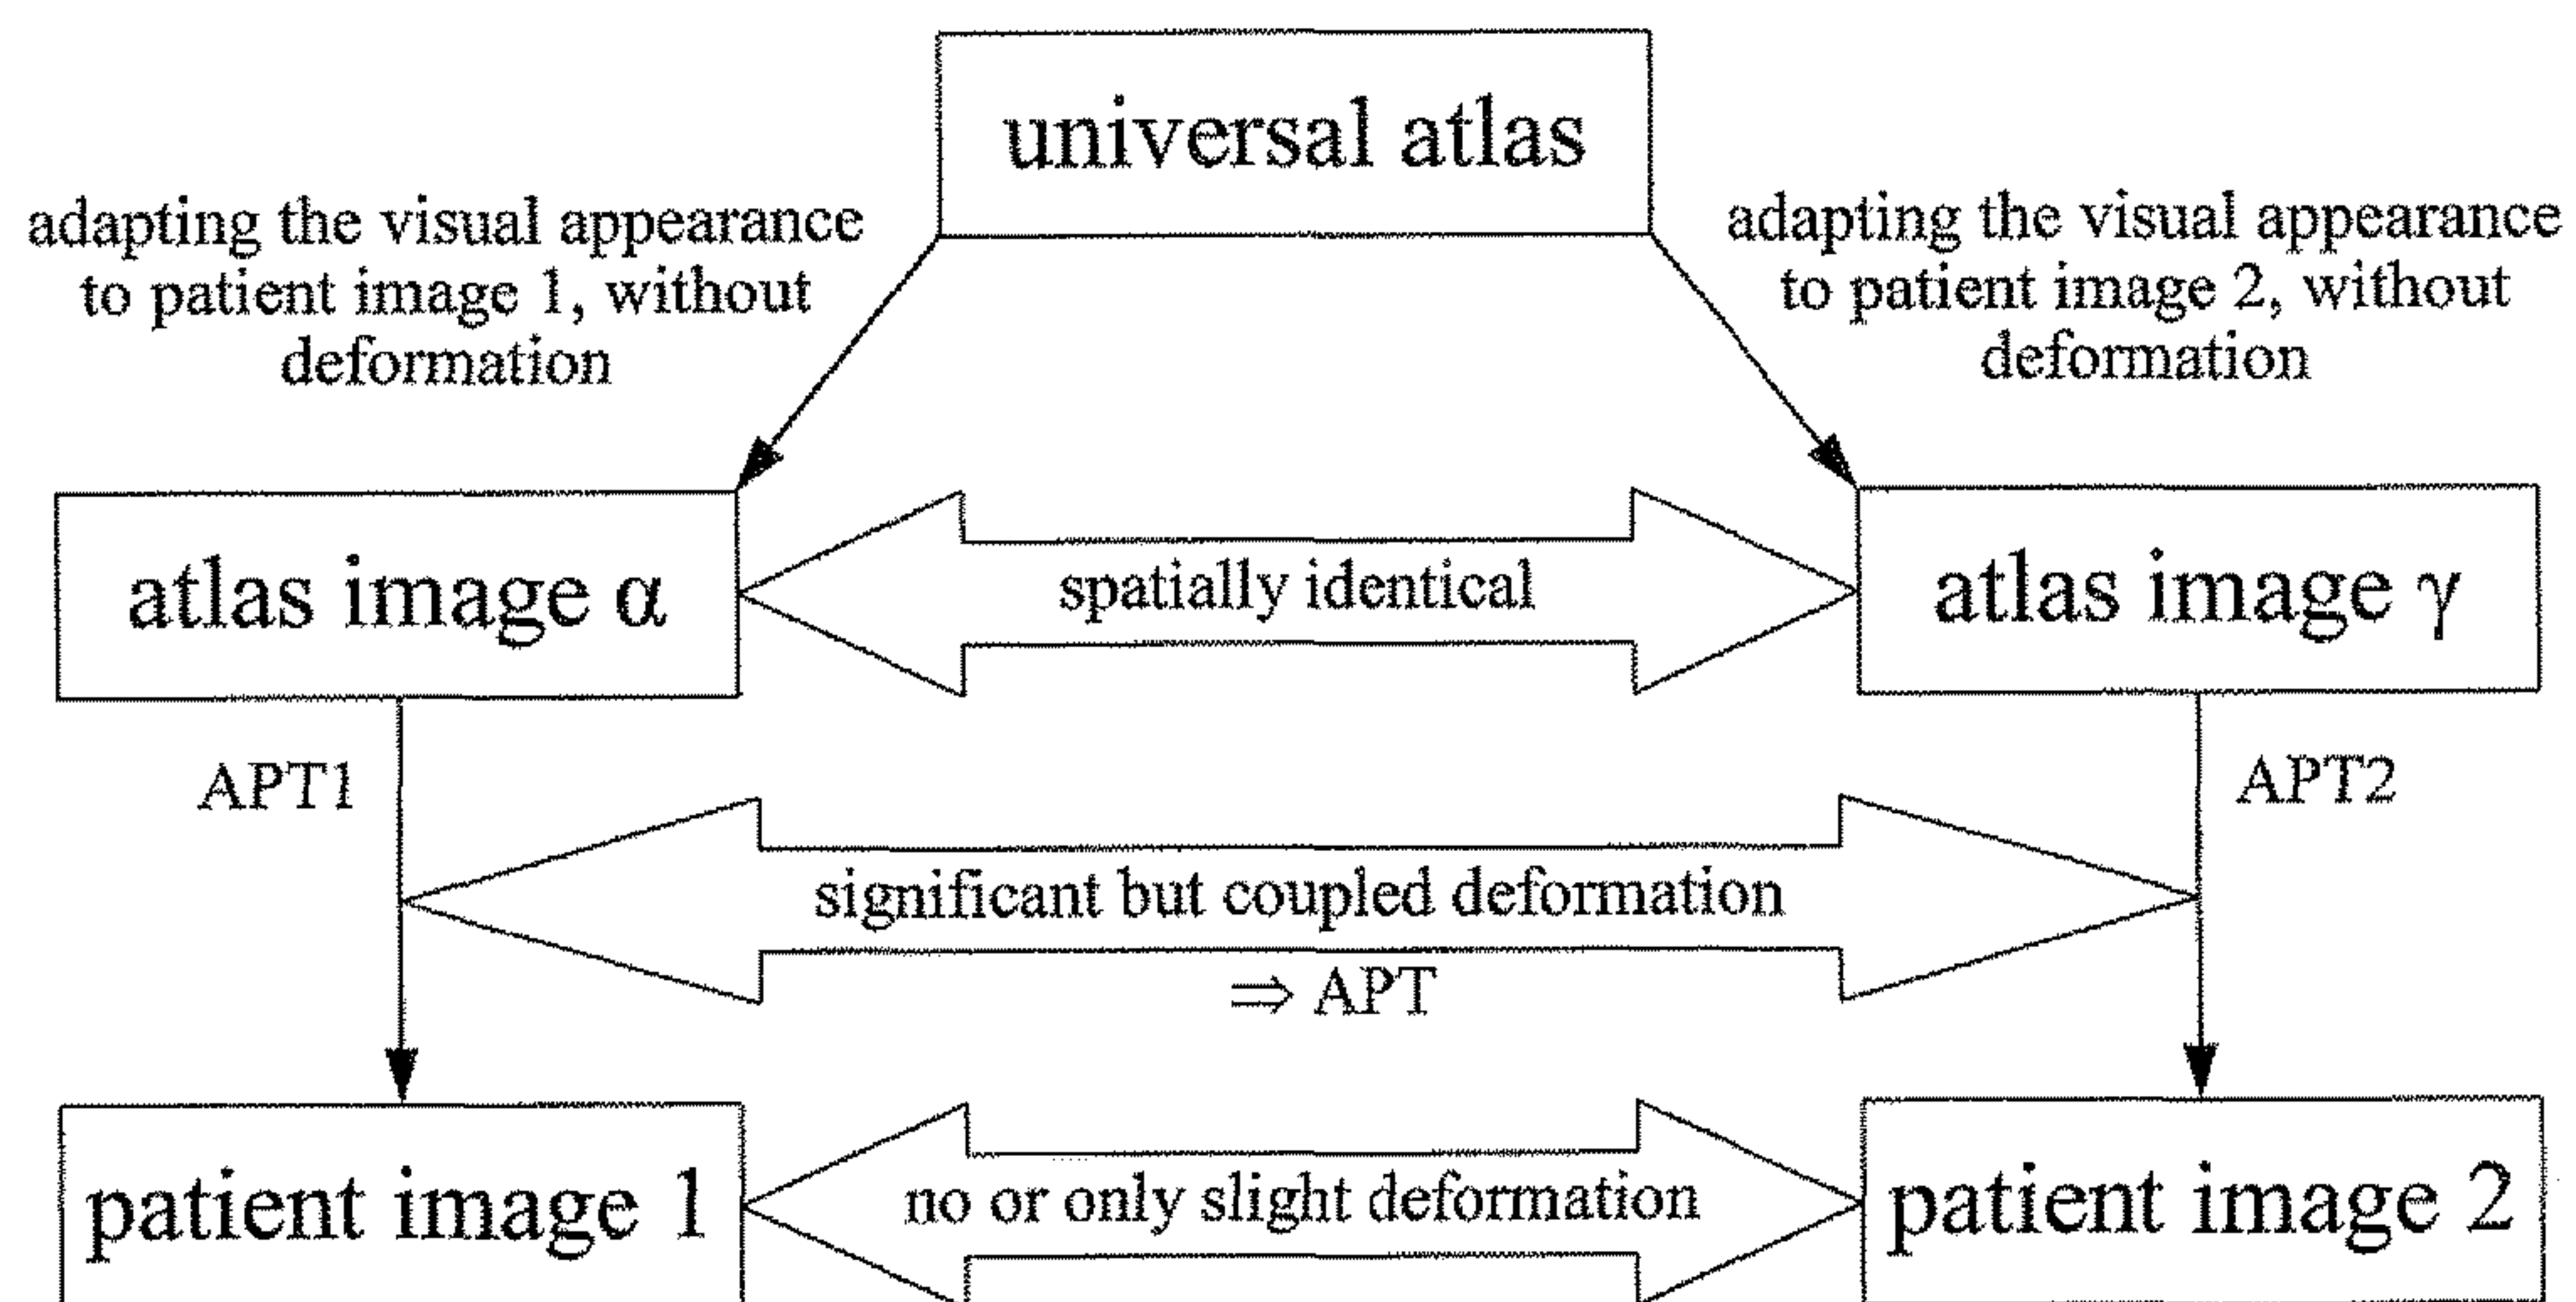 universal atlas
adapting the visual appearance
to patient image 1, without
deformation
adapting the visual appearance
to patient image 2, without
deformation
atlas image α
spatially identical
atlas image γ
APT1
APT2
significant but coupled deformation
⇒ APT
patient image 1
no or only slight deformation
patient image 2